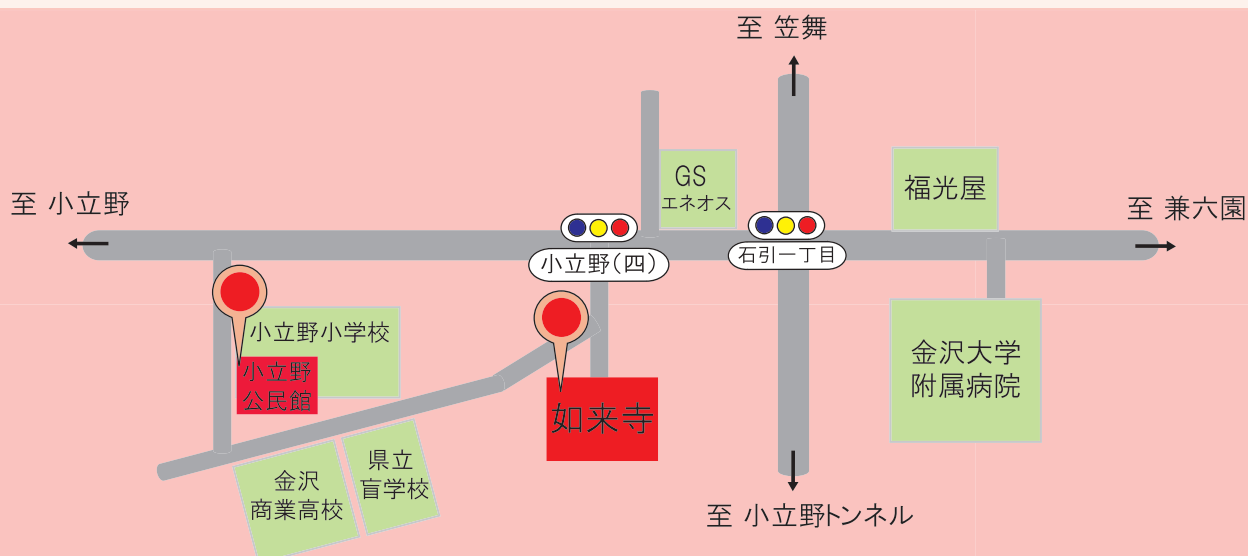 至 笠舞
GS
エネオス
福光屋
至 小立野
至 兼六園
小立野(四)
石引一丁目
小立野小学校
小立野
公民館
如来寺
金沢大学
附属病院
県立
盲学校
金沢
商業高校
至 小立野トンネル